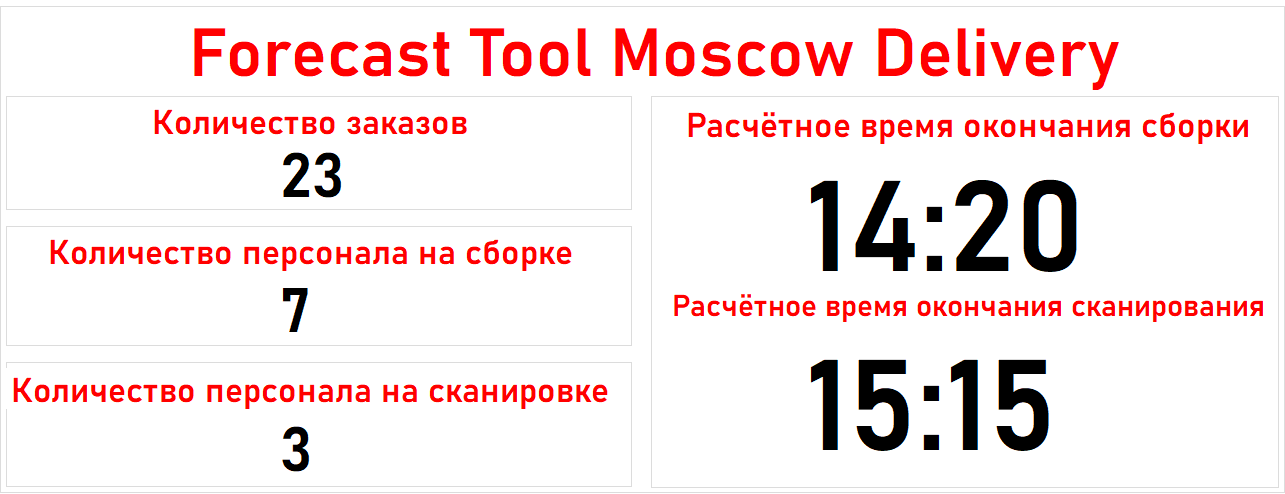 Forecast Tool Moscow Delivery
Количество заказов
23
Количество персонала на сборке
7
Количество персонала на сканировке
3
Расчётное время окончания сборки
14:20
Расчётное время окончания сканирования
15:15